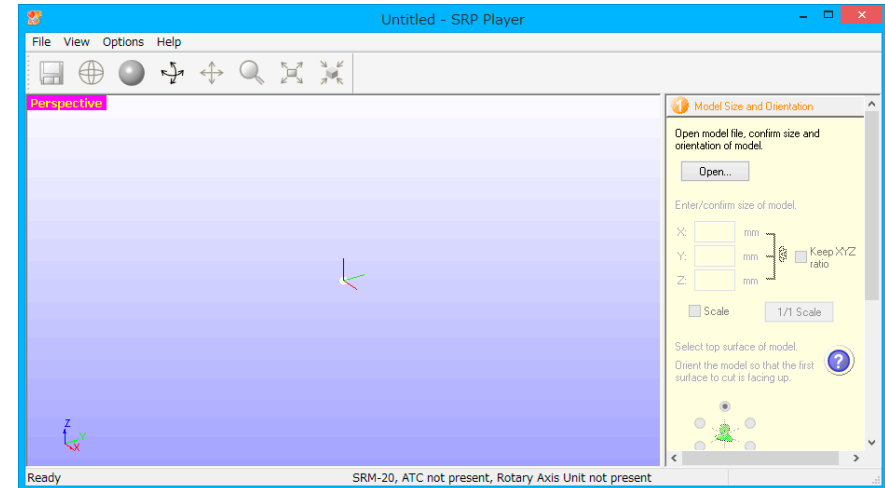 Untitled - SRP Player
File View Options Help
Perspective
1 Model Size and Orientation
Open model file, confirm size and
orientation of model.
Open...
Enter/confirm size of model.
X: mm
Y: mm
Keep XYZ
ratio
Z: mm
Scale 1/1 Scale
Select top surface of model.
Orient the model so that the first
surface to cut is facing up.
?
Z
Y
X
Ready SRM-20, ATC not present, Rotary Axis Unit not present